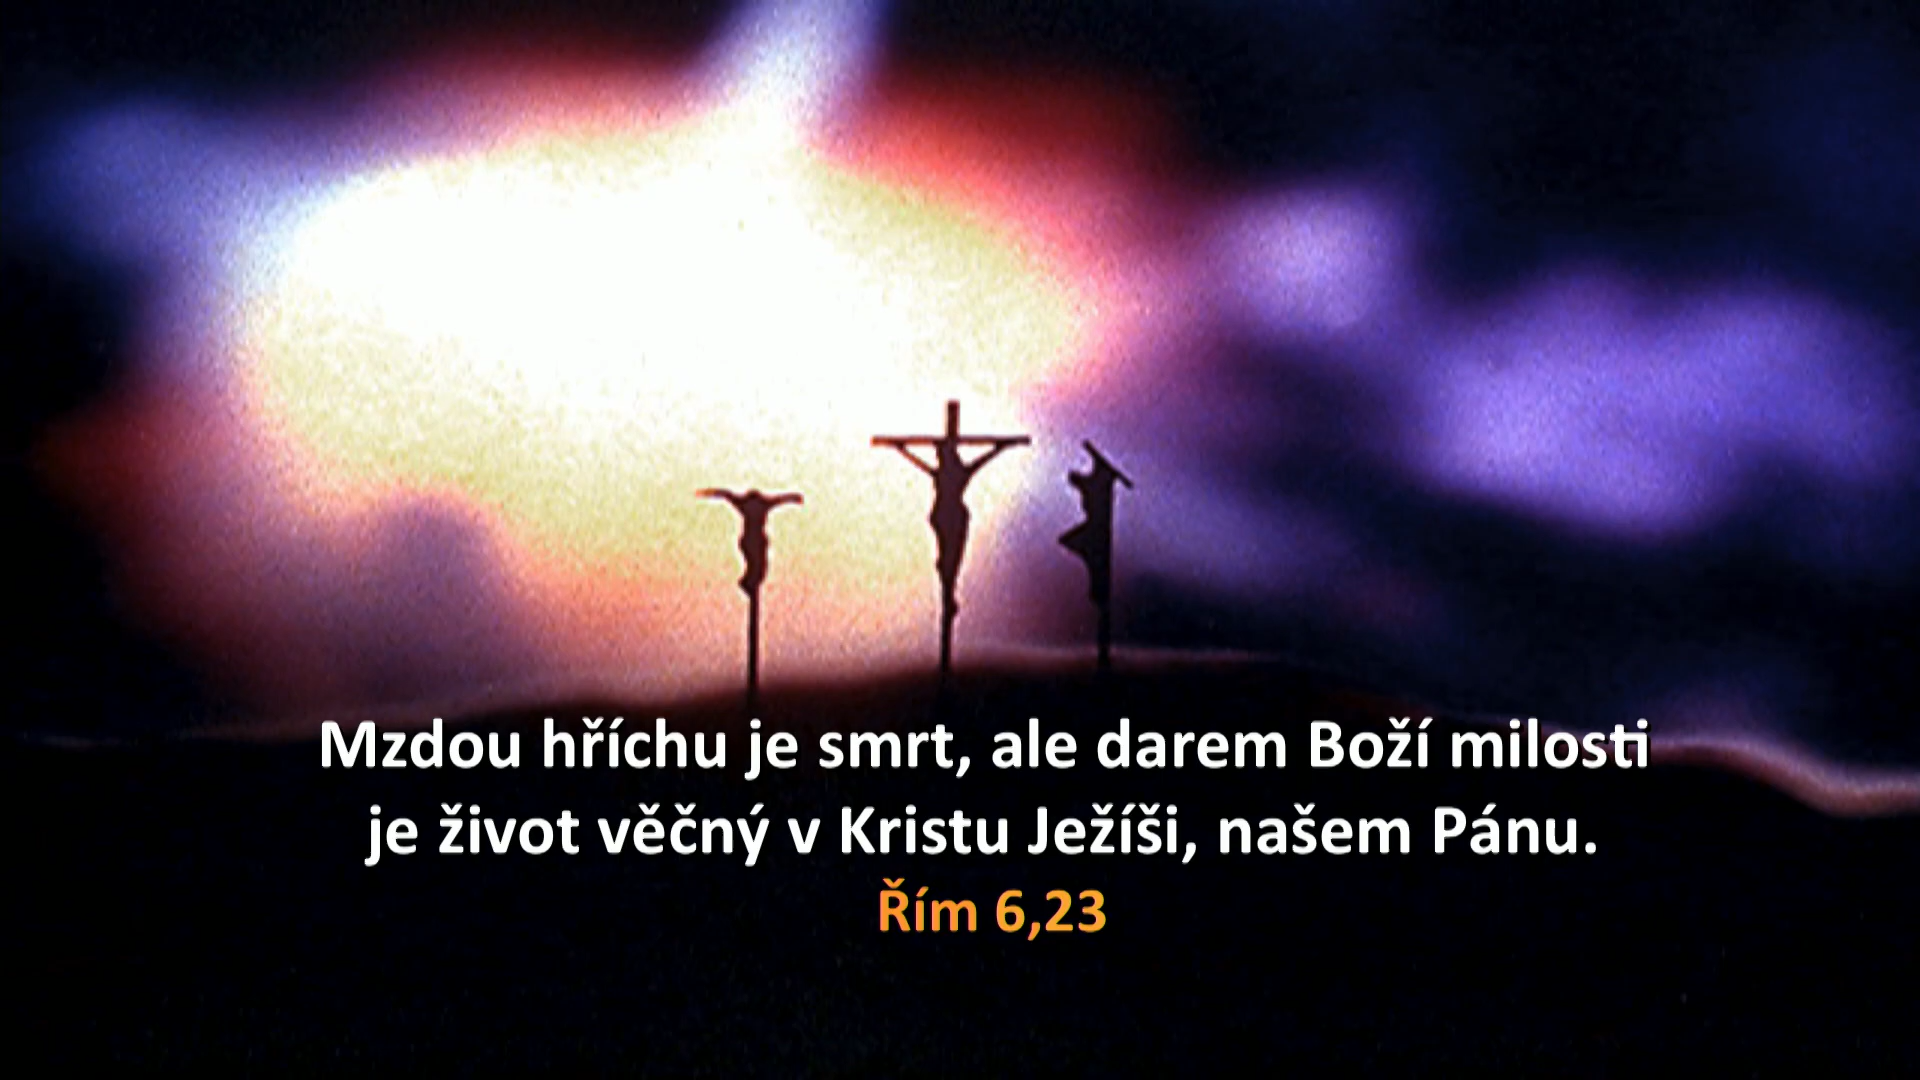 Mzdou hříchu je smrt, ale darem Boží milosti
je život věčný v Kristu Ježíši, našem Pánu.
Řím 6,23